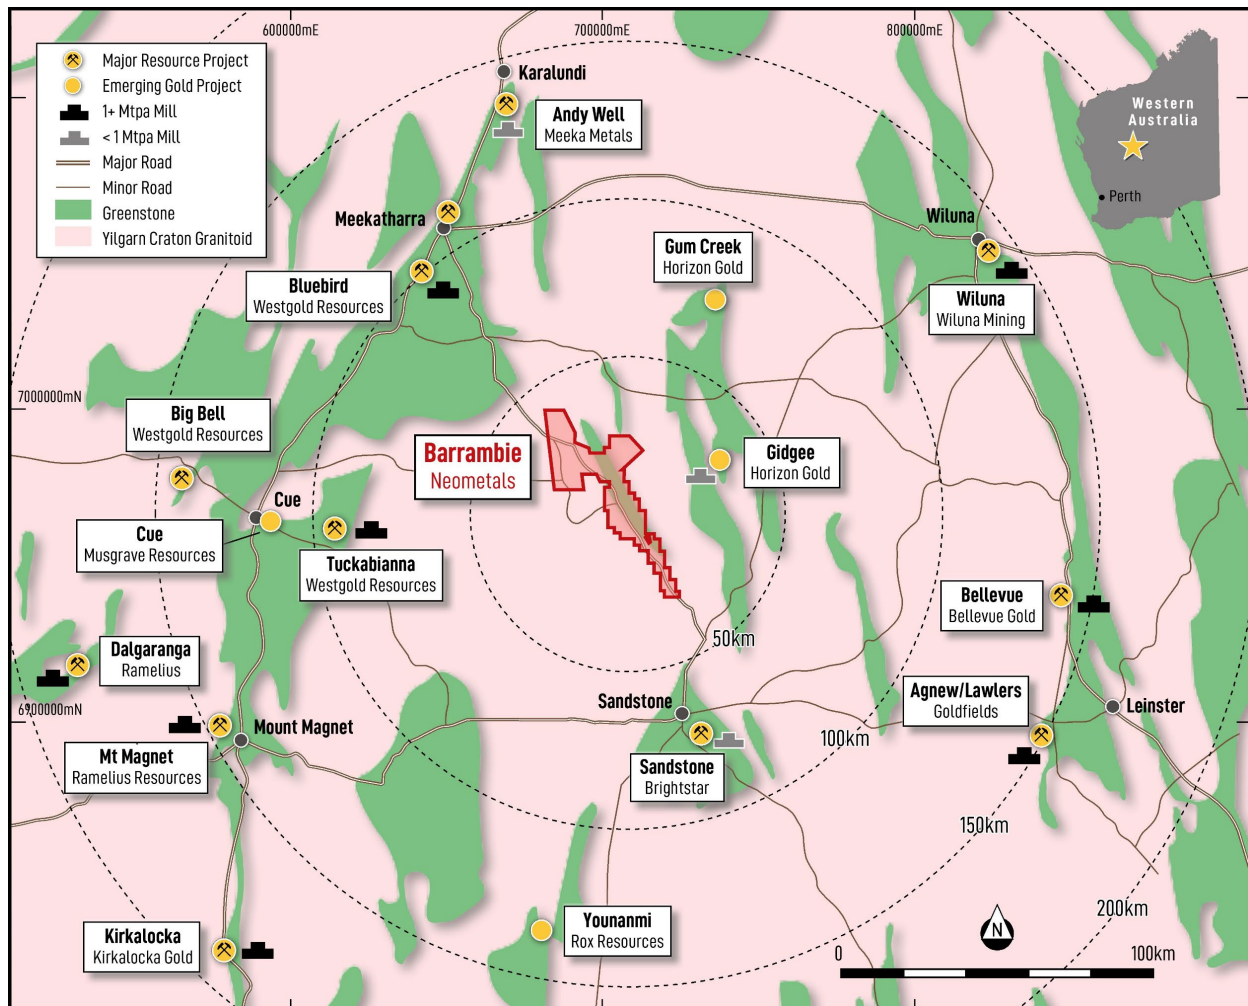 600000mE
700000mE
800000mE
Major Resource Project
Emerging Gold Project
1+ Mtpa Mill
< 1 Mtpa Mill
Major Road
Minor Road
Greenstone
Yilgarn Craton Granitoid
Karalundi
Andy Well
Meeka Metals
Western
Australia
Perth
Meekatharra
Wiluna
Gum Creek
Horizon Gold
Bluebird
Westgold Resources
Wiluna
Wiluna Mining
7000000mN
Big Bell
Westgold Resources
Barrambie
Neometals
Gidgee
Horizon Gold
Cue
Cue
Musgrave Resources
Tuckabianna
Westgold Resources
Bellevue
Bellevue Gold
50km
Dalgaranga
Ramelius
6900000mN
Sandstone
Agnew/Lawlers
Goldfields
Leinster
Mount Magnet
100km
Mt Magnet
Ramelius Resources
Sandstone
Brightstar
150km
200km
Younanmi
Rox Resources
Kirkalocka
Kirkalocka Gold
N
0
100km